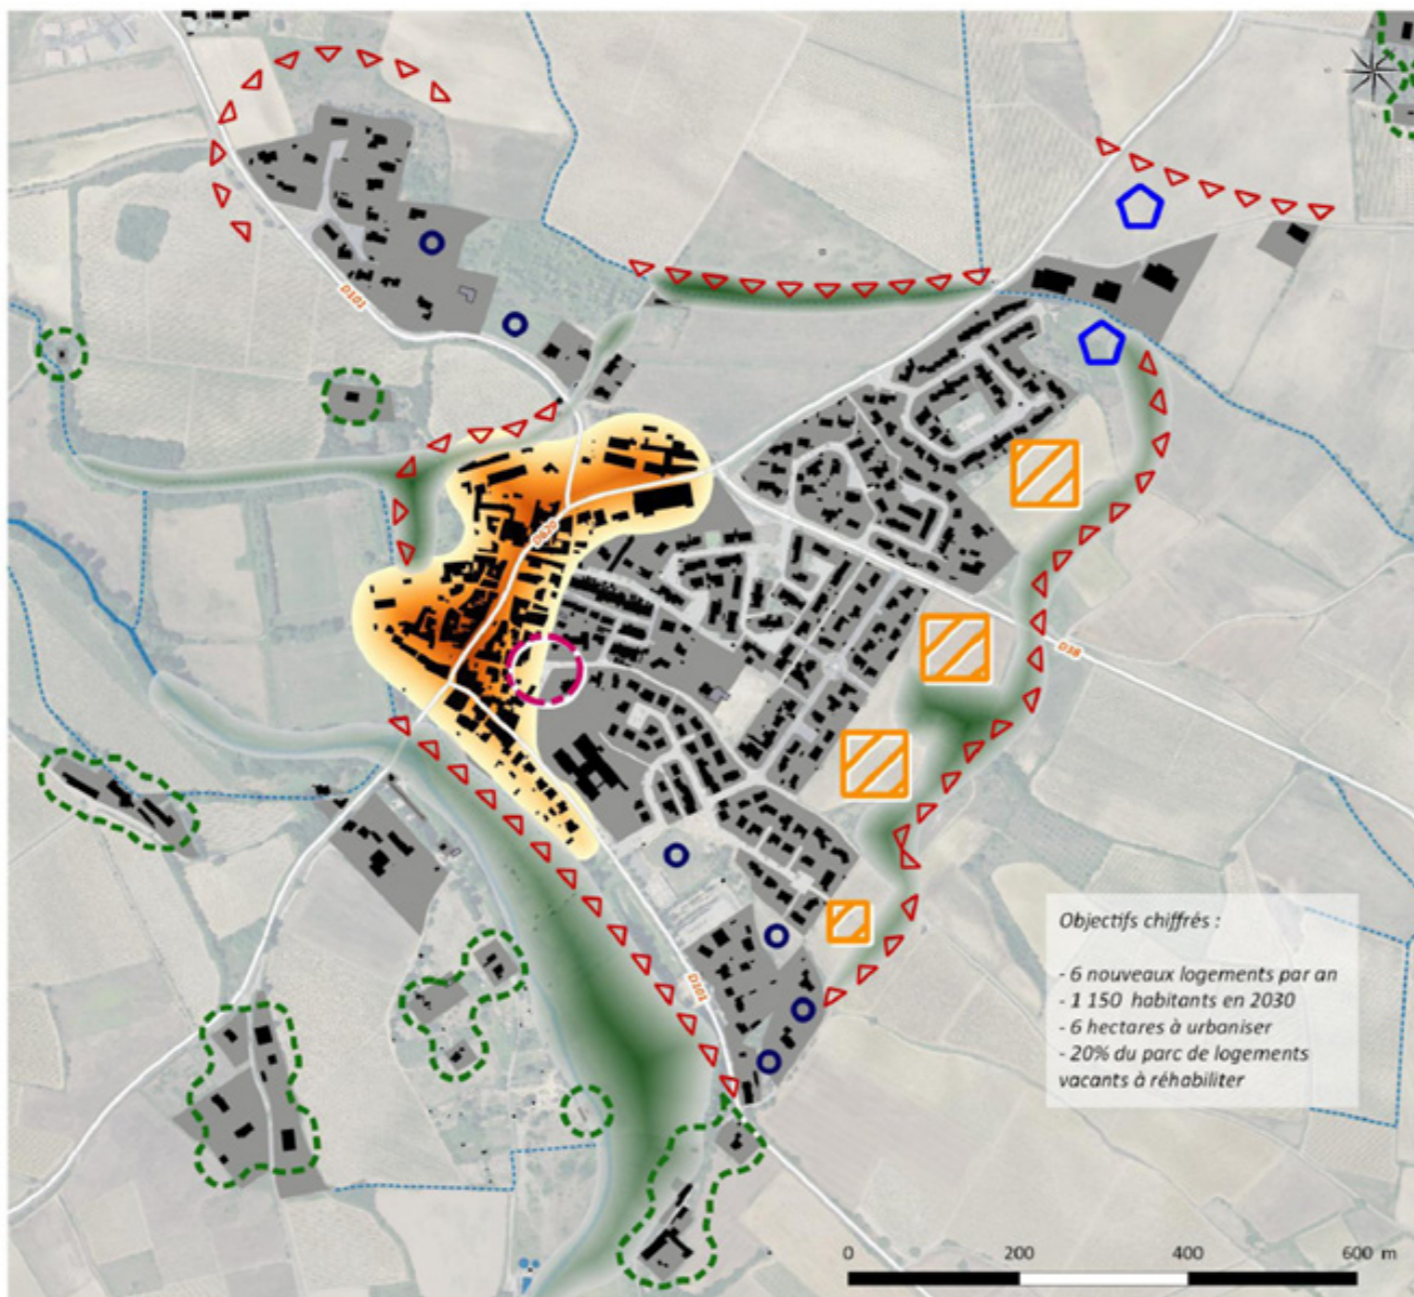 D101
D620
D38
D101
Objectifs chiffrés :
- 6 nouveaux logements par an
- 1 150 habitants en 2030
- 6 hectares à urbaniser
- 20% du parc de logements
vacants à réhabiliter
0 200 400 600 m